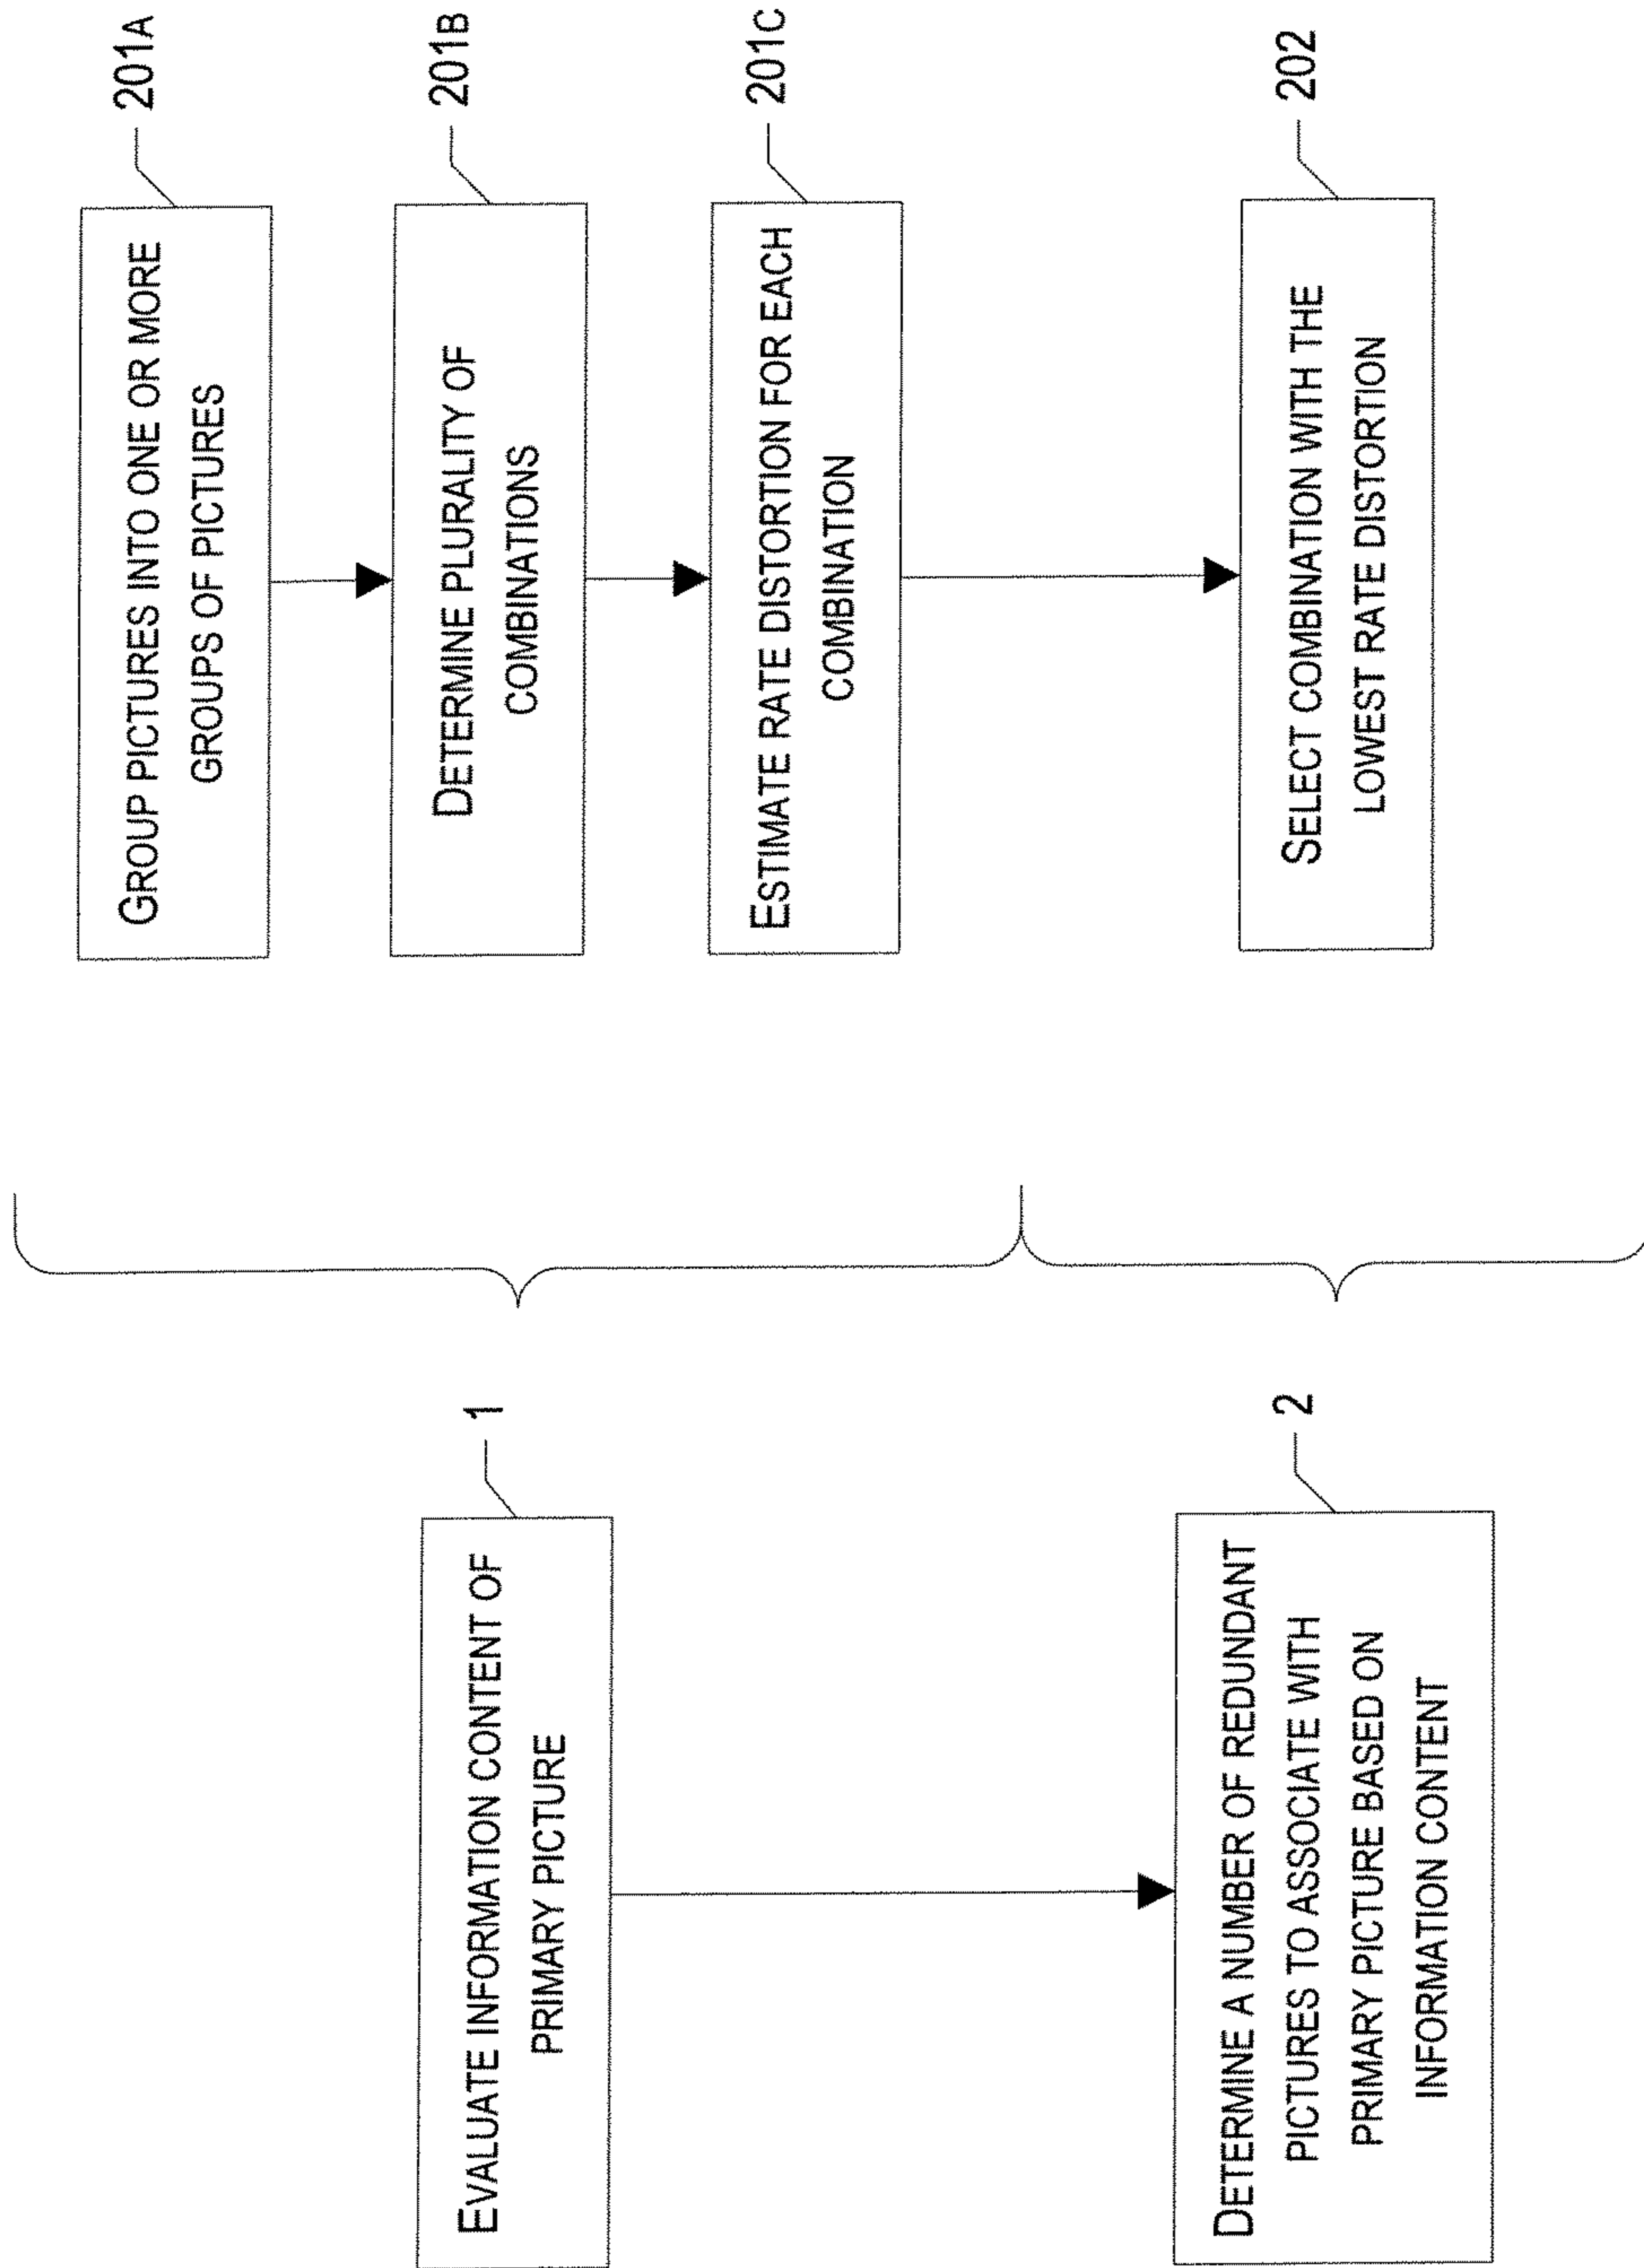 EVALUATE INFORMATION CONTENT OF
PRIMARY PICTURE
1
DETERMINE A NUMBER OF REDUNDANT
PICTURES TO ASSOCIATE WITH
PRIMARY PICTURE BASED ON
INFORMATION CONTENT
2
GROUP PICTURES INTO ONE OR MORE
GROUPS OF PICTURES
201A
DETERMINE PLURALITY OF
COMBINATIONS
201B
ESTIMATE RATE DISTORTION FOR EACH
COMBINATION
201C
SELECT COMBINATION WITH THE
LOWEST RATE DISTORTION
202